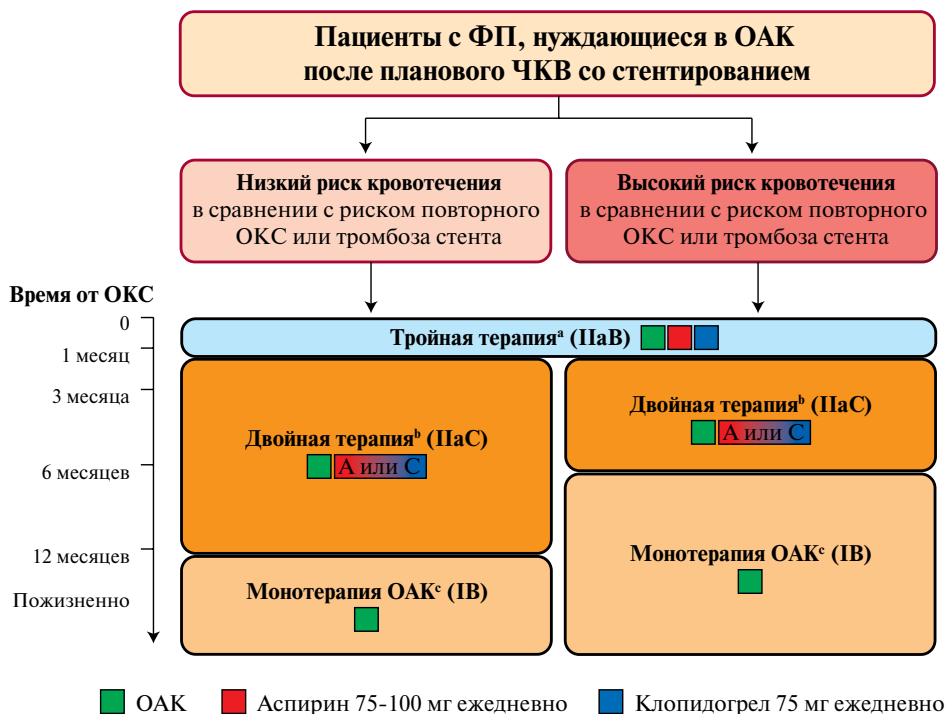 Пациенты с ФП, нуждающиеся в ОАК
после планового ЧКВ со стентированием
Низкий риск кровотечения
в сравнении с риском повторного
ОКС или тромбоза стента
Высокий риск кровотечения
в сравнении с риском повторного
ОКС или тромбоза стента
Время от ОКС
0
1 месяц
3 месяца
6 месяцев
12 месяцев
Пожизненно
Тройная терапияᵃ (IIaB)
Двойная терапияᵇ (IIaC)
А или С
Двойная терапияᵇ (IIaC)
А или С
Монотерапия ОАКᶜ (IB)
Монотерапия ОАКᶜ (IB)
ОАК
Аспирин 75-100 мг ежедневно
Клопидогрел 75 мг ежедневно